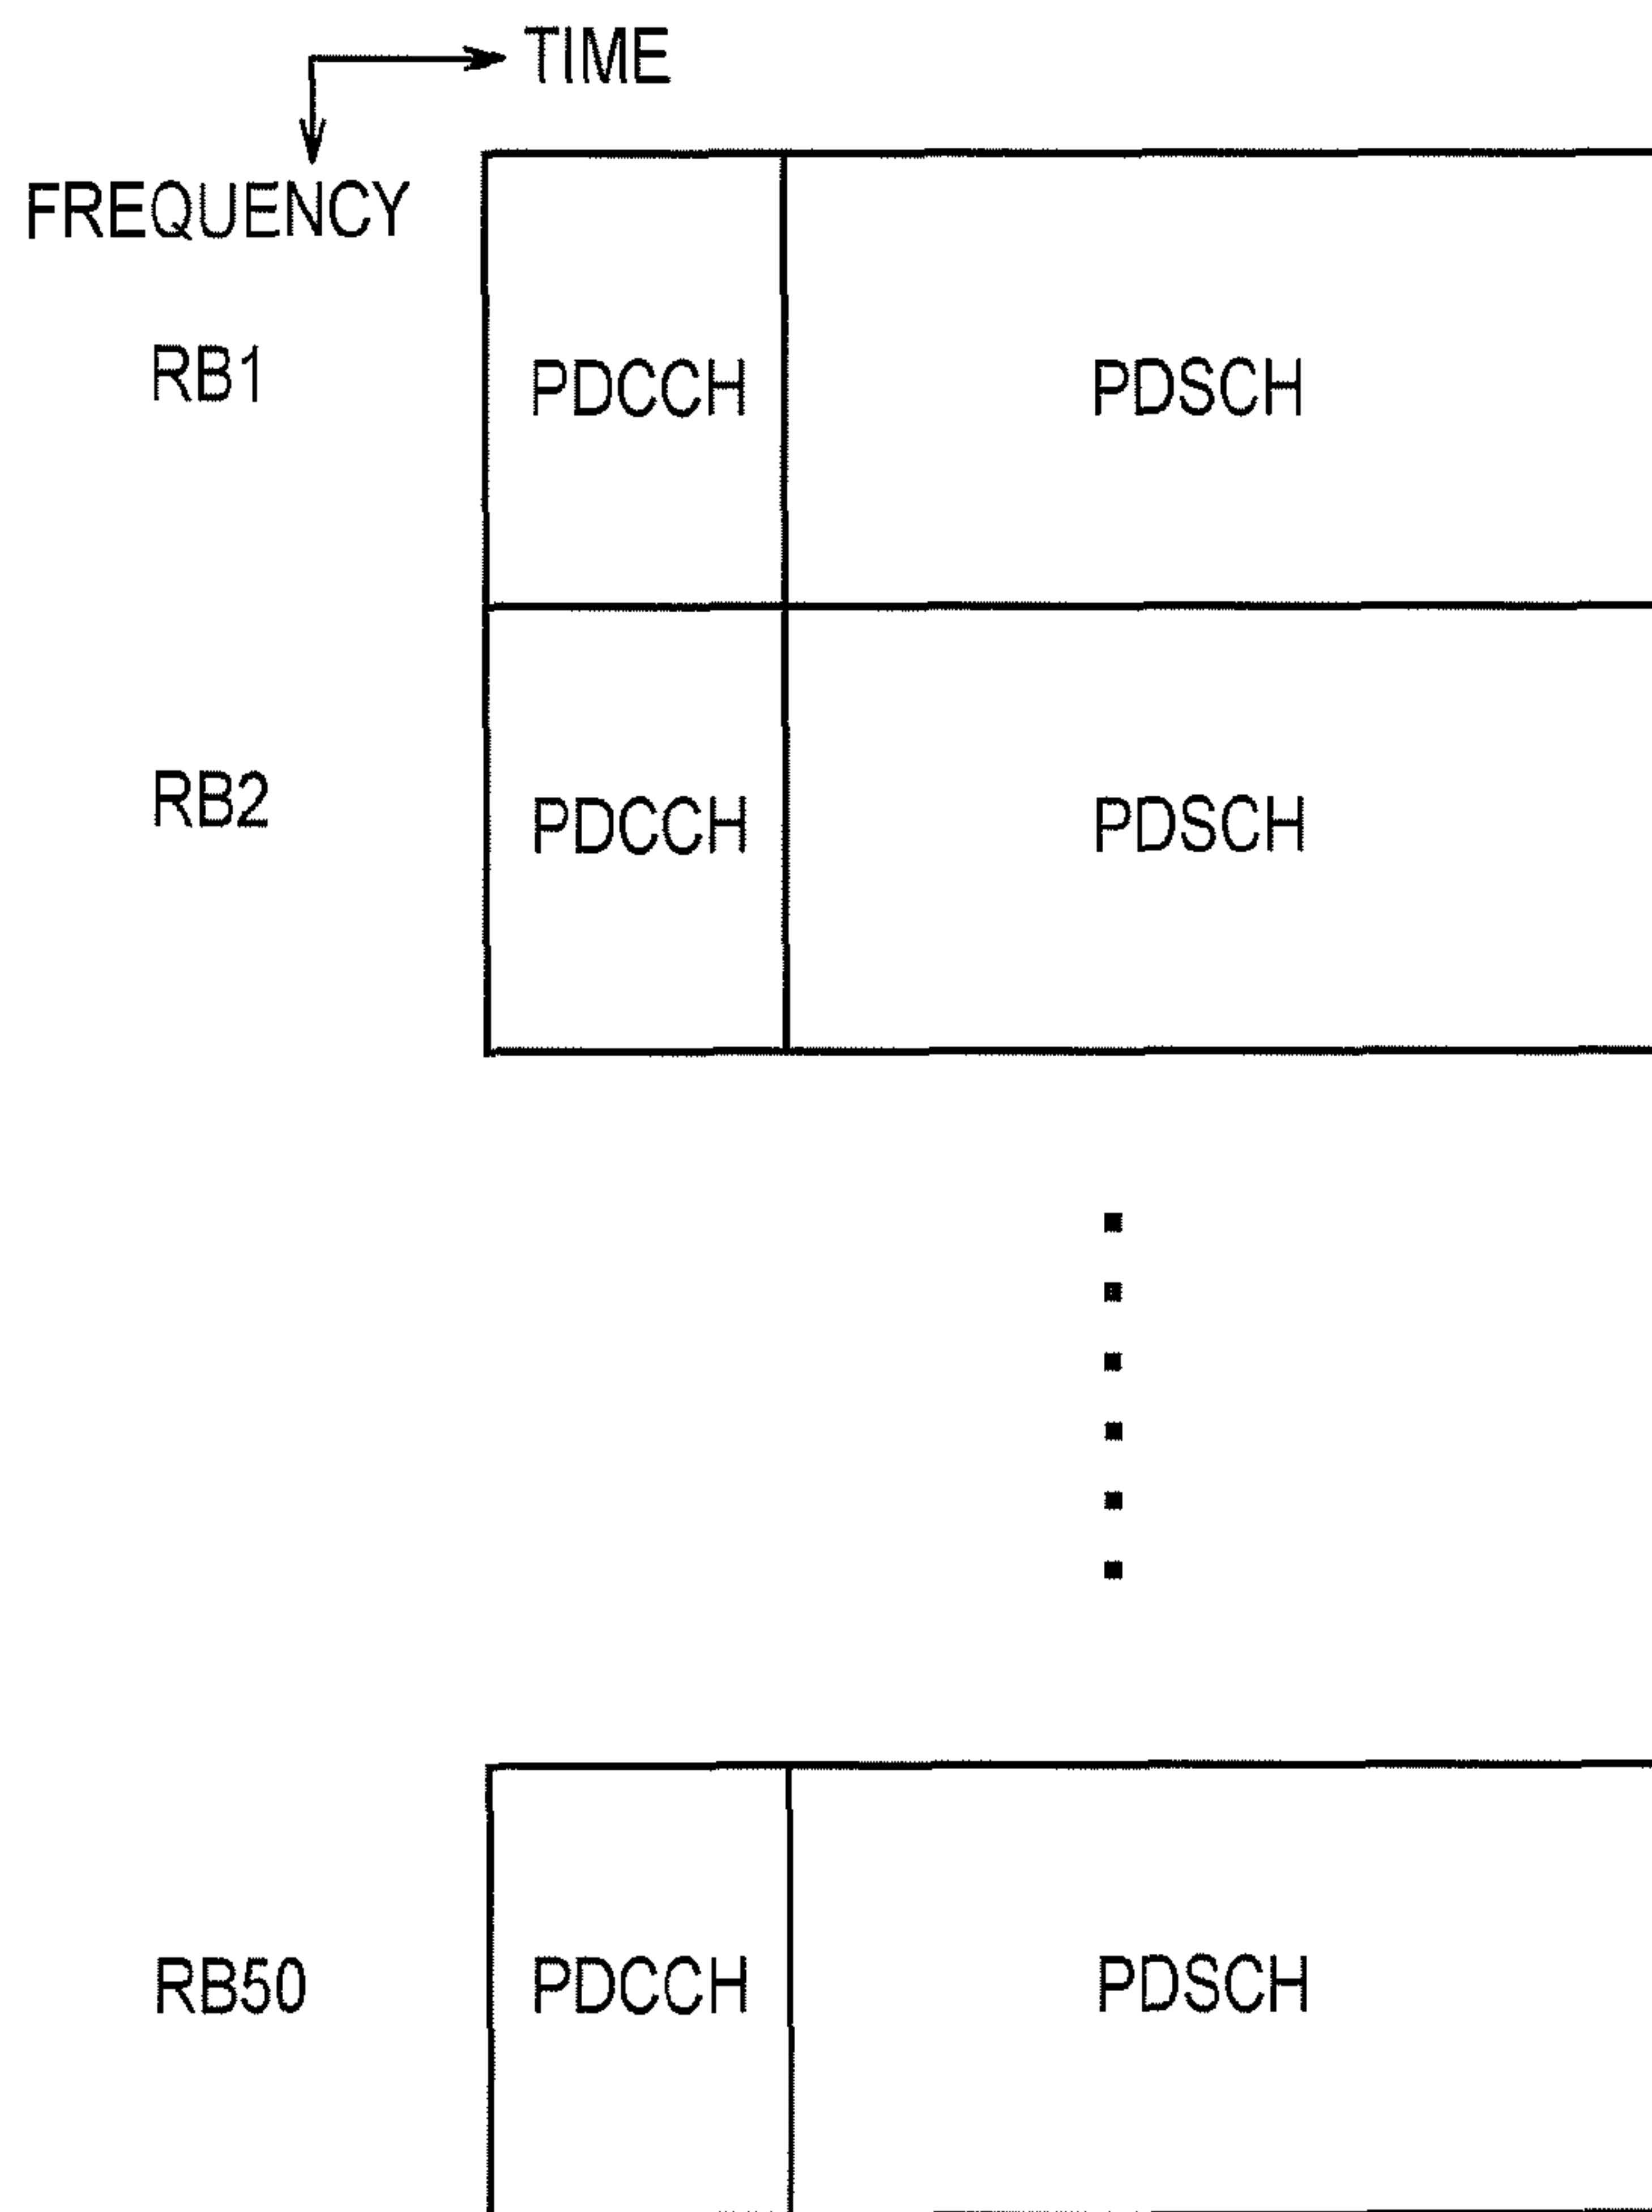 TIME
FREQUENCY
RB1 PDCCH PDSCH
RB2 PDCCH PDSCH
RB50 PDCCH PDSCH